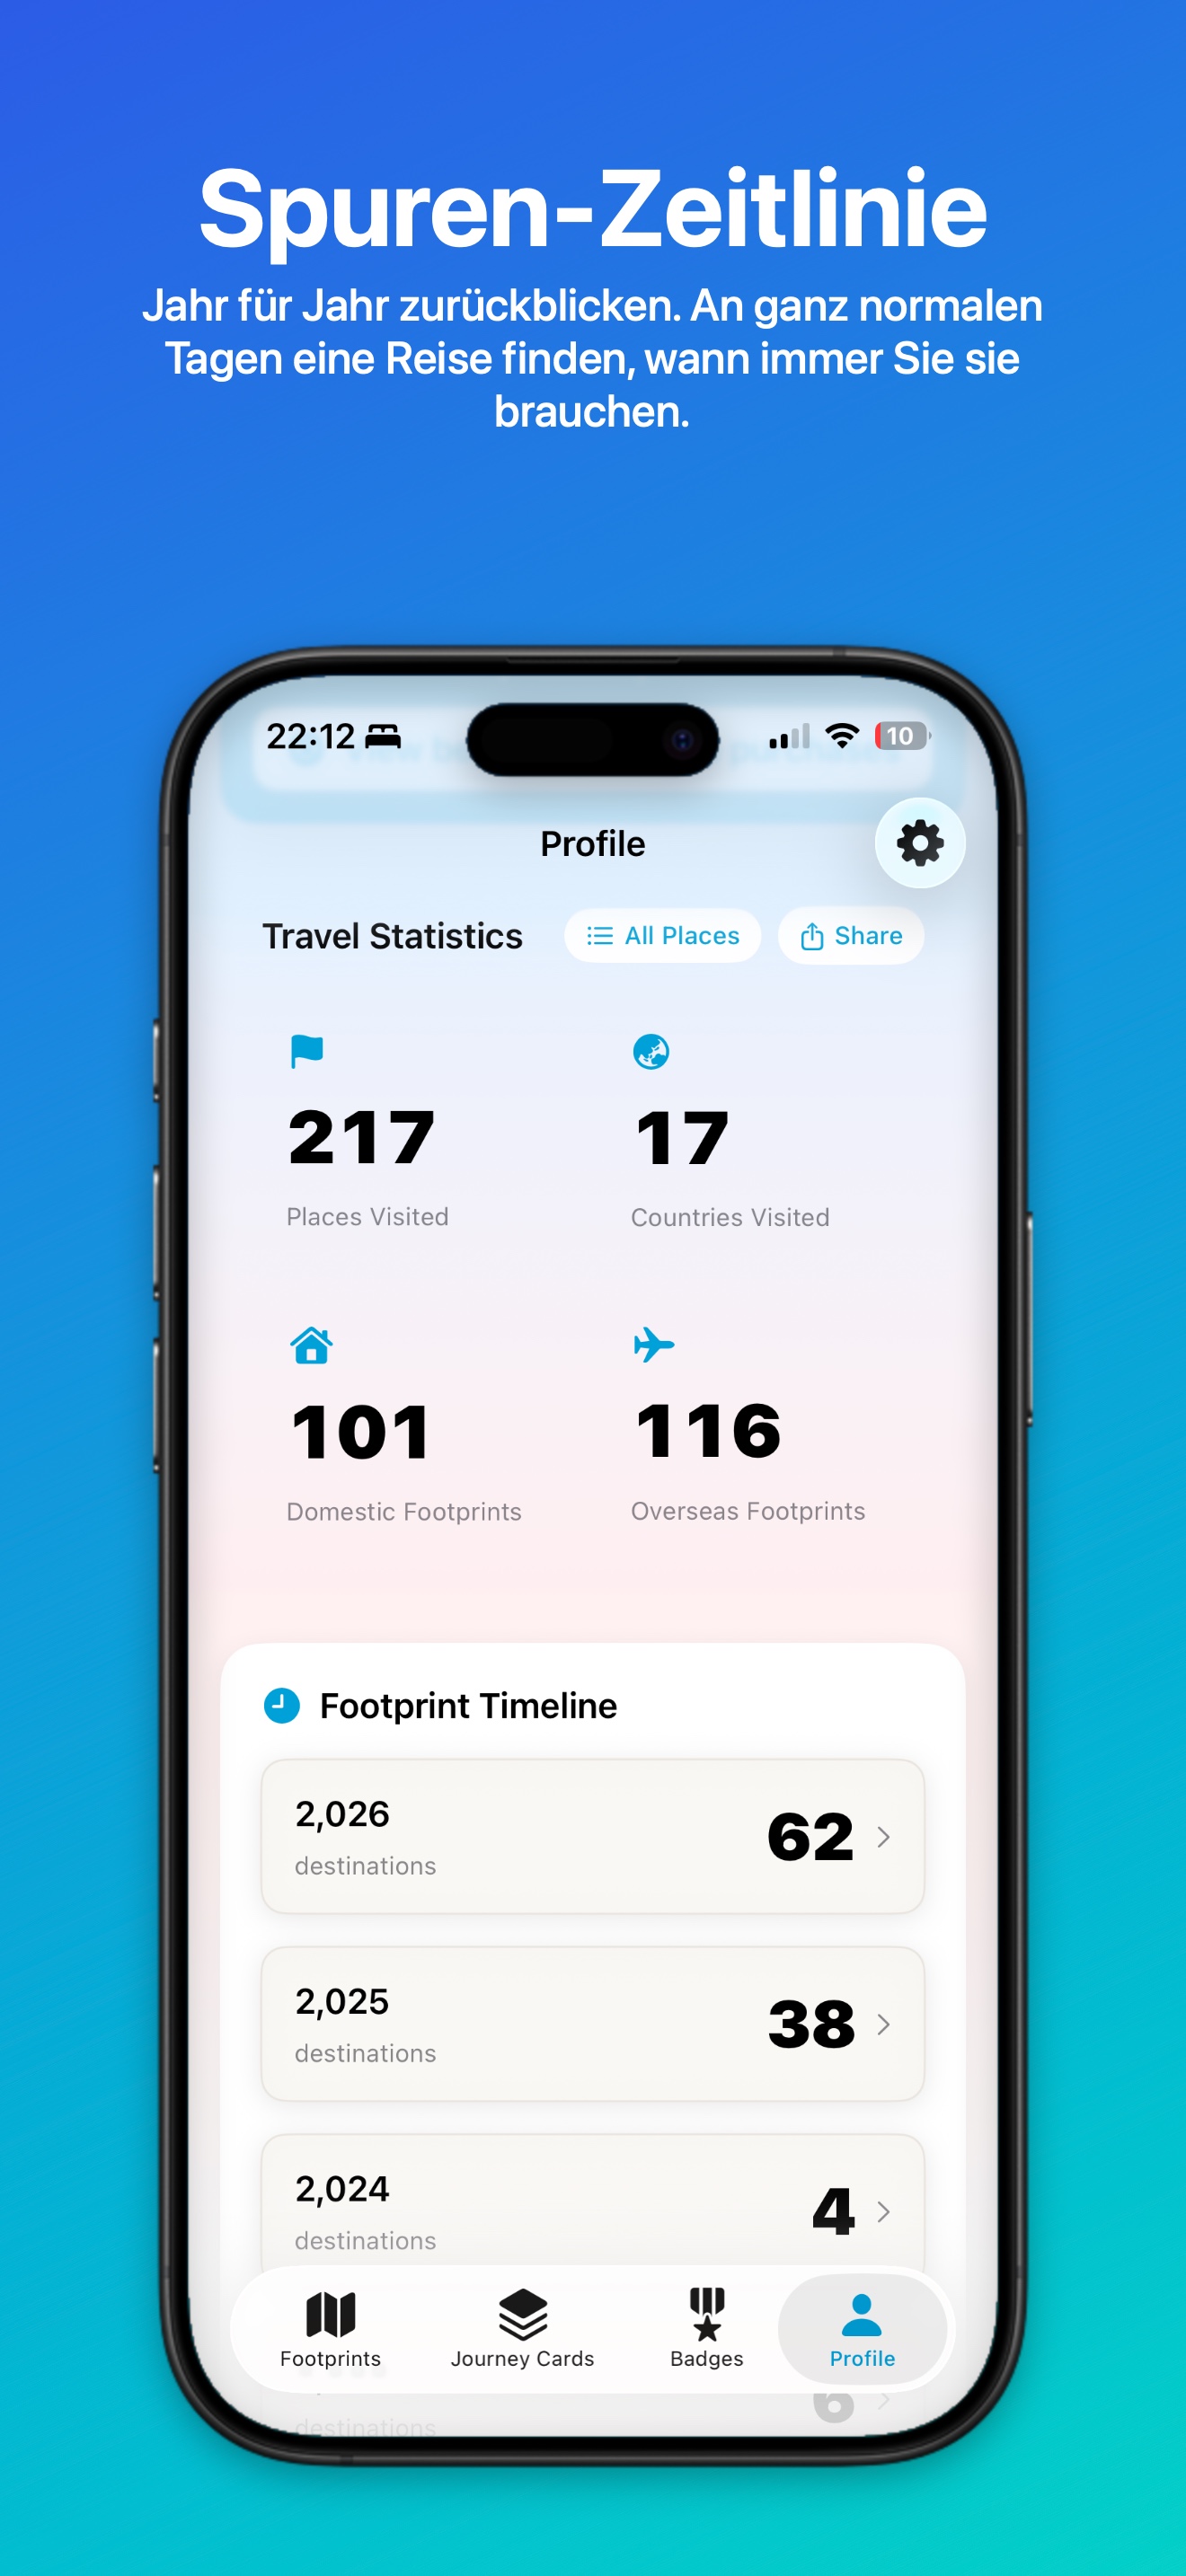 Spuren-Zeitlinie
Jahr für Jahr zurückblicken. An ganz normalen
Tagen eine Reise finden, wann immer Sie sie
brauchen.
22:12
10
Profile
Travel Statistics
All Places
Share
217
17
Places Visited
Countries Visited
101
116
Domestic Footprints
Overseas Footprints
Footprint Timeline
2,026
62
destinations
2,025
38
destinations
2,024
4
destinations
Footprints
Journey Cards
Badges
Profile
6
destinations